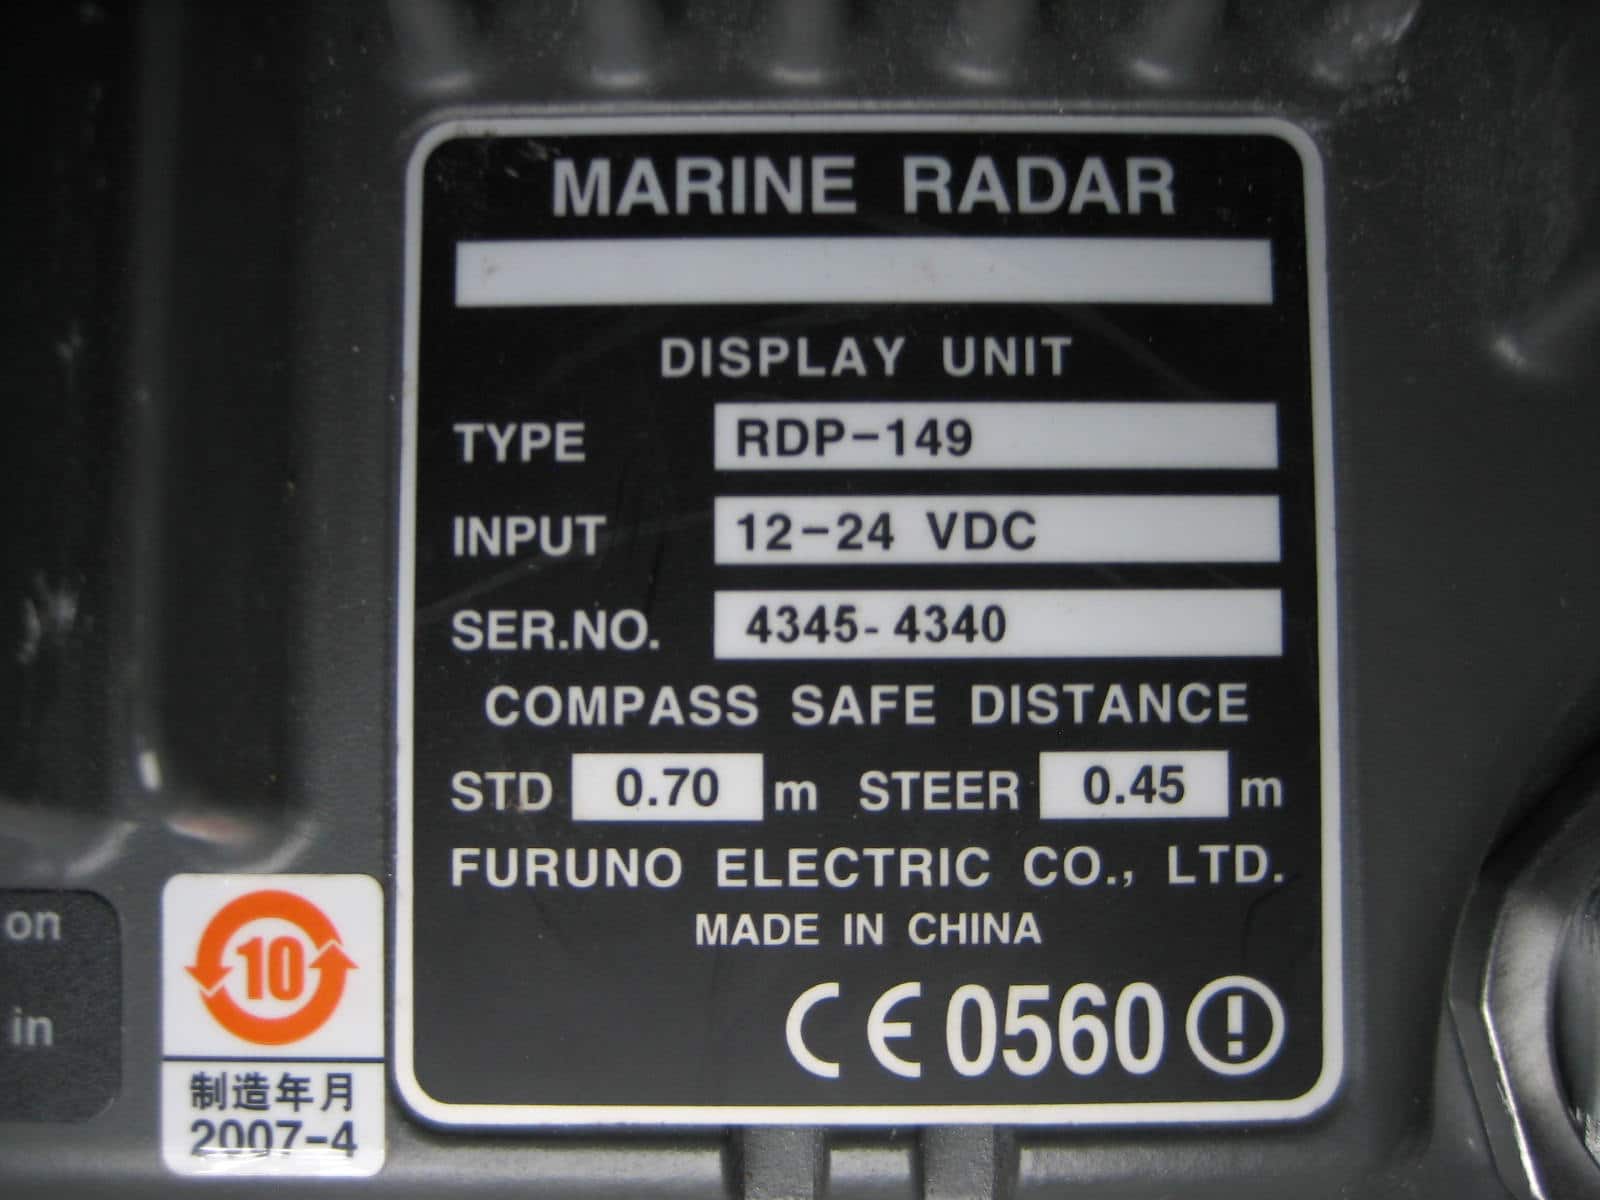 MARINE RADAR
DISPLAY UNIT
TYPE RDP-149
INPUT 12-24 VDC
SER.NO. 4345-4340
COMPASS SAFE DISTANCE
STD 0.70 m STEER 0.45 m
FURUNO ELECTRIC CO., LTD.
MADE IN CHINA
CE0560
on
in
10
制造年月
2007-4